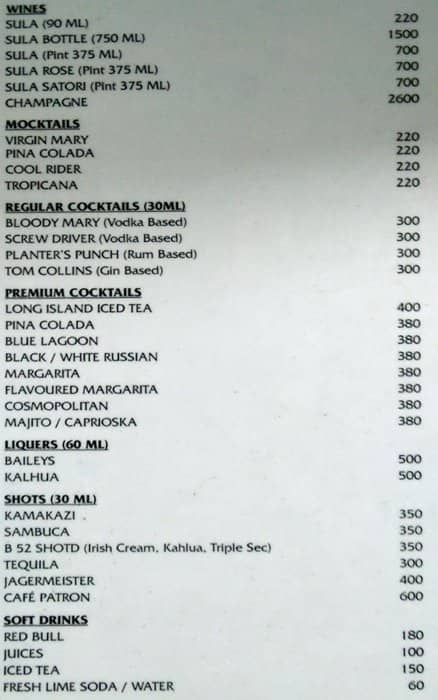 WINES
SULA (90 ML) 220
SULA BOTTLE (750 ML) 1500
SULA (Pint 375 ML) 700
SULA ROSE (Pint 375 ML) 700
SULA SATORI (Pint 375 ML) 700
CHAMPAGNE 2600
MOCKTAILS
VIRGIN MARY 220
PINA COLADA 220
COOL RIDER 220
TROPICANA 220
REGULAR COCKTAILS (30ML)
BLOODY MARY (Vodka Based) 300
SCREW DRIVER (Vodka Based) 300
PLANTER'S PUNCH (Rum Based) 300
TOM COLLINS (Gin Based) 300
PREMIUM COCKTAILS
LONG ISLAND ICED TEA 400
PINA COLADA 380
BLUE LAGOON 380
BLACK / WHITE RUSSIAN 380
MARGARITA 380
FLAVOURED MARGARITA 380
COSMOPOLITAN 380
MAJITO / CAPRIOSKA 380
LIQUERS (60 ML)
BAILEYS 500
KALHUA 500
SHOTS (30 ML)
KAMAKAZI 350
SAMBUCA 350
B 52 SHOTD (Irish Cream, Kahlua, Triple Sec) 350
TEQUILA 300
JAGERMEISTER 400
CAFÉ PATRON 600
SOFT DRINKS
RED BULL 180
JUICES 100
ICED TEA 150
FRESH LIME SODA / WATER 60